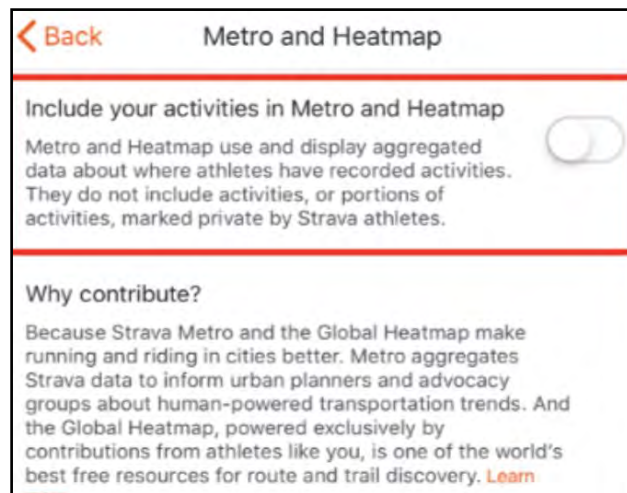 Back Metro and Heatmap
Include your activities in Metro and Heatmap
Metro and Heatmap use and display aggregated
data about where athletes have recorded activities.
They do not include activities, or portions of
activities, marked private by Strava athletes.
Why contribute?
Because Strava Metro and the Global Heatmap make
running and riding in cities better. Metro aggregates
Strava data to inform urban planners and advocacy
groups about human-powered transportation trends. And
the Global Heatmap, powered exclusively by
contributions from athletes like you, is one of the world's
best free resources for route and trail discovery. Learn